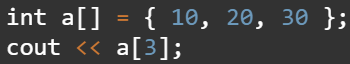 int a[] = { 10, 20, 30 };
cout << a[3];